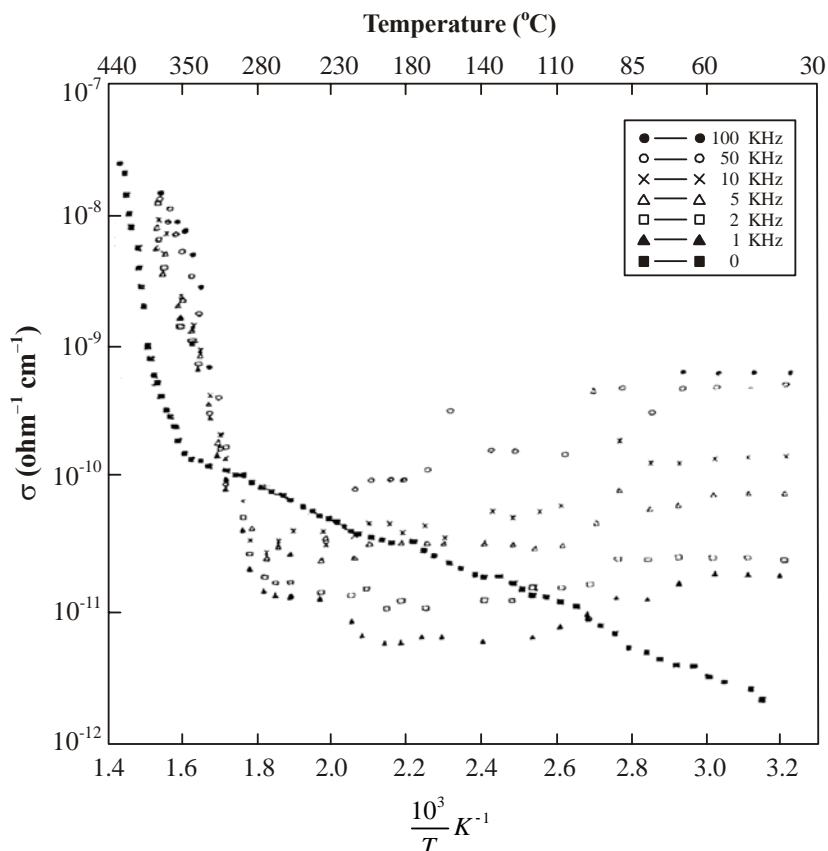 Temperature (°C)
440 350 280 230 180 140 110 85 60 30
10⁻⁷
10⁻⁸
10⁻⁹
10⁻¹⁰
10⁻¹¹
10⁻¹²
σ (ohm⁻¹ cm⁻¹)
100 KHz
50 KHz
10 KHz
5 KHz
2 KHz
1 KHz
0
1.4 1.6 1.8 2.0 2.2 2.4 2.6 2.8 3.0 3.2
10³
T K⁻¹